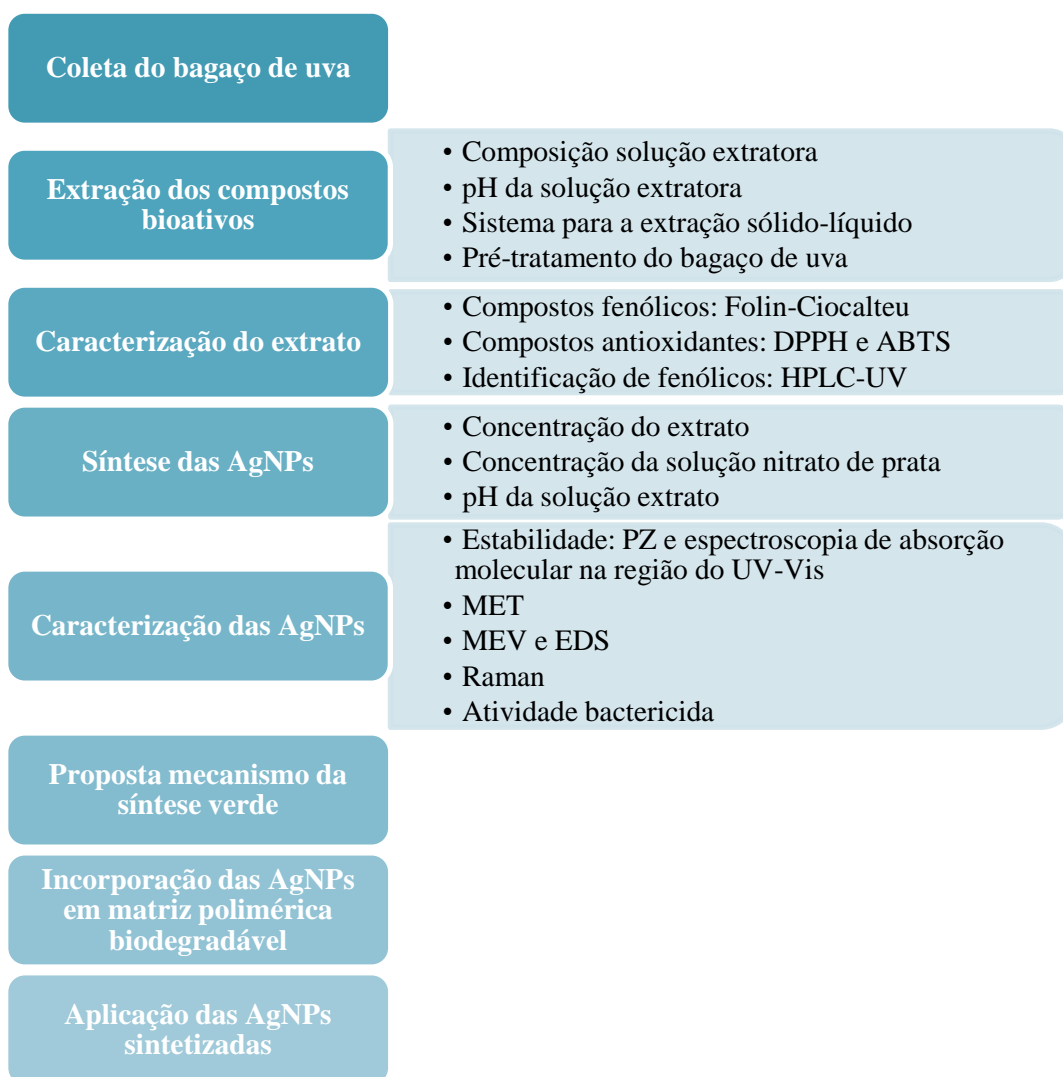 Coleta do bagaço de uva
Extração dos compostos
bioativos
• Composição solução extratora
• pH da solução extratora
• Sistema para a extração sólido-líquido
• Pré-tratamento do bagaço de uva
Caracterização do extrato
• Compostos fenólicos: Folin-Ciocalteu
• Compostos antioxidantes: DPPH e ABTS
• Identificação de fenólicos: HPLC-UV
Síntese das AgNPs
• Concentração do extrato
• Concentração da solução nitrato de prata
• pH da solução extrato
Caracterização das AgNPs
• Estabilidade: PZ e espectroscopia de absorção
molecular na região do UV-Vis
• MET
• MEV e EDS
• Raman
• Atividade bactericida
Proposta mecanismo da
síntese verde
Incorporação das AgNPs
em matriz polimérica
biodegradável
Aplicação das AgNPs
sintetizadas